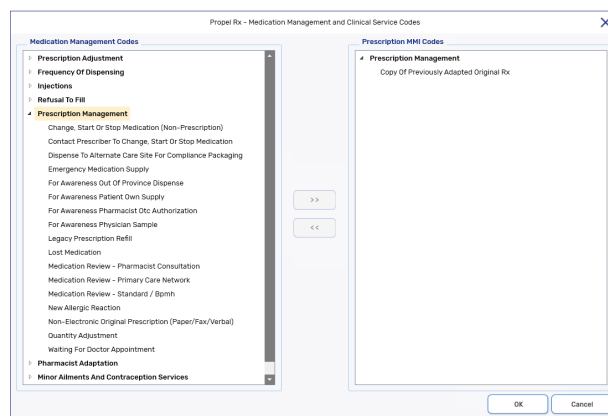 Propel Rx - Medication Management and Clinical Service Codes
Medication Management Codes
Prescription Adjustment
Frequency Of Dispensing
Injections
Refusal To Fill
Prescription Management
Change, Start Or Stop Medication (Non-Prescription)
Contact Prescriber To Change, Start Or Stop Medication
Dispense To Alternate Care Site For Compliance Packaging
Emergency Medication Supply
For Awareness Out Of Province Dispense
For Awareness Patient Own Supply
For Awareness Pharmacist Otc Authorization
For Awareness Physician Sample
Legacy Prescription Refill
Lost Medication
Medication Review - Pharmacist Consultation
Medication Review - Primary Care Network
Medication Review - Standard / Bpmh
New Allergic Reaction
Non-Electronic Original Prescription (Paper/Fax/Verbal)
Quantity Adjustment
Waiting For Doctor Appointment
Pharmacist Adaptation
Minor Ailments And Contraception Services
>>
<<
Prescription MMI Codes
Prescription Management
Copy Of Previously Adapted Original Rx
OK
Cancel